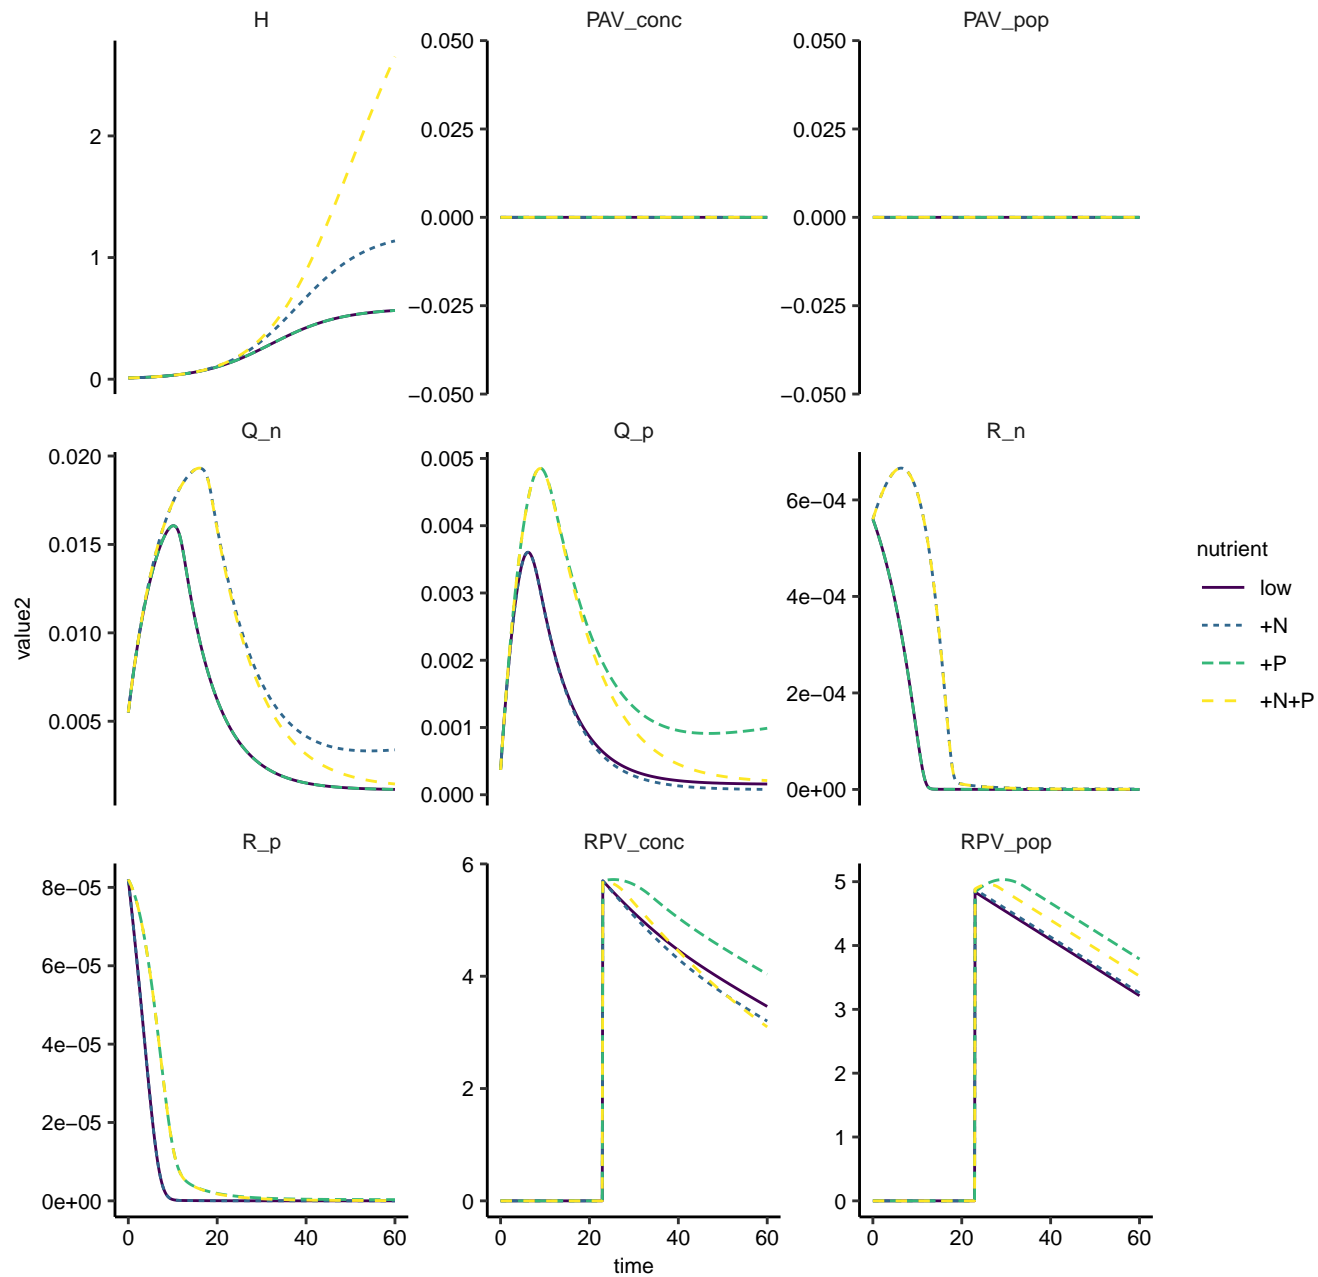 H
PAV_conc
PAV_pop
2
1
0
0.050
0.025
0.000
−0.025
−0.050
0.050
0.025
0.000
−0.025
−0.050
Q_n
Q_p
R_n
0.020
0.015
0.010
0.005
0.005
0.004
0.003
0.002
0.001
0.000
6e−04
4e−04
2e−04
0e+00
R_p
RPV_conc
RPV_pop
8e−05
6e−05
4e−05
2e−05
0e+00
6
4
2
0
5
4
3
2
1
0
0 20 40 60
0 20 40 60
0 20 40 60
time
value2
nutrient
low
+N
+P
+N+P